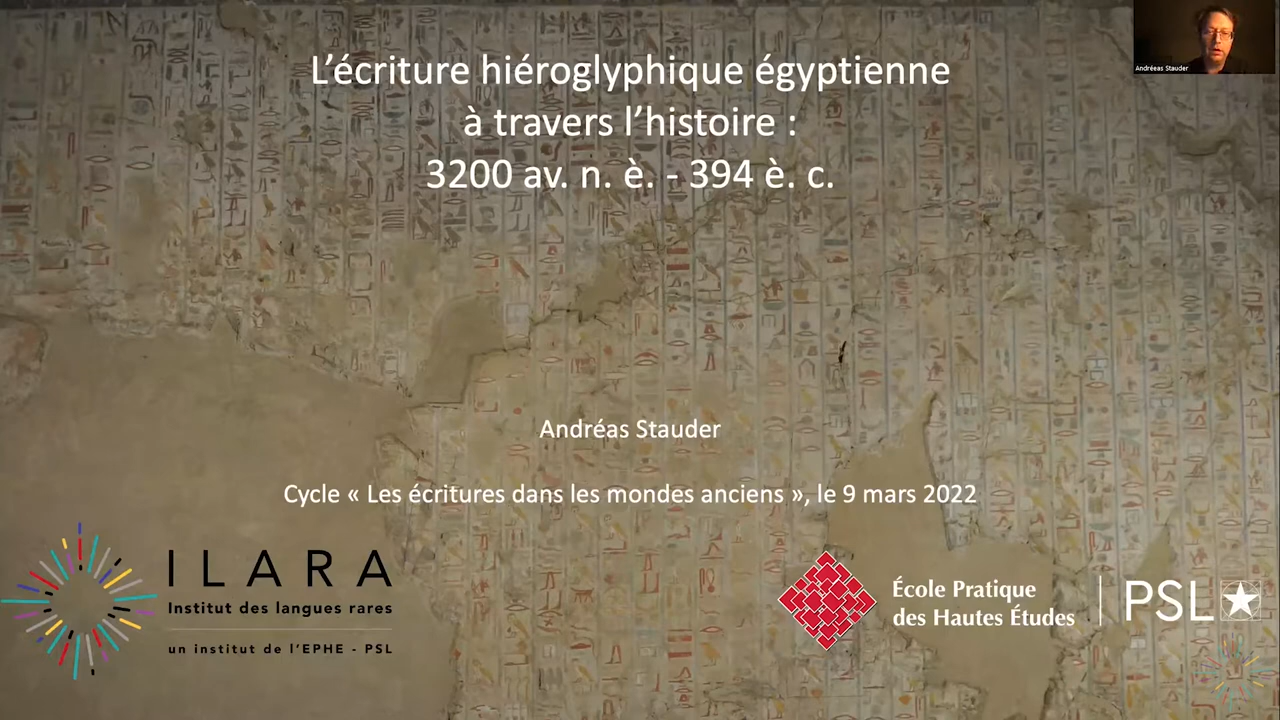 Andréeas Stauder
L’écriture hiéroglyphique égyptienne
à travers l’histoire :
3200 av. n. è. - 394 è. c.
Andréas Stauder
Cycle « Les écritures dans les mondes anciens », le 9 mars 2022
ILARA
Institut des langues rares
un institut de l’EPHE - PSL
École Pratique
des Hautes Études
PSL